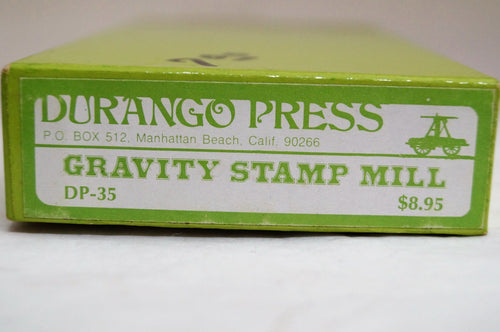 DURANGO PRESS
P.O. BOX 512, Manhattan Beach, Calif. 90266
GRAVITY STAMP MILL
DP-35 $8.95